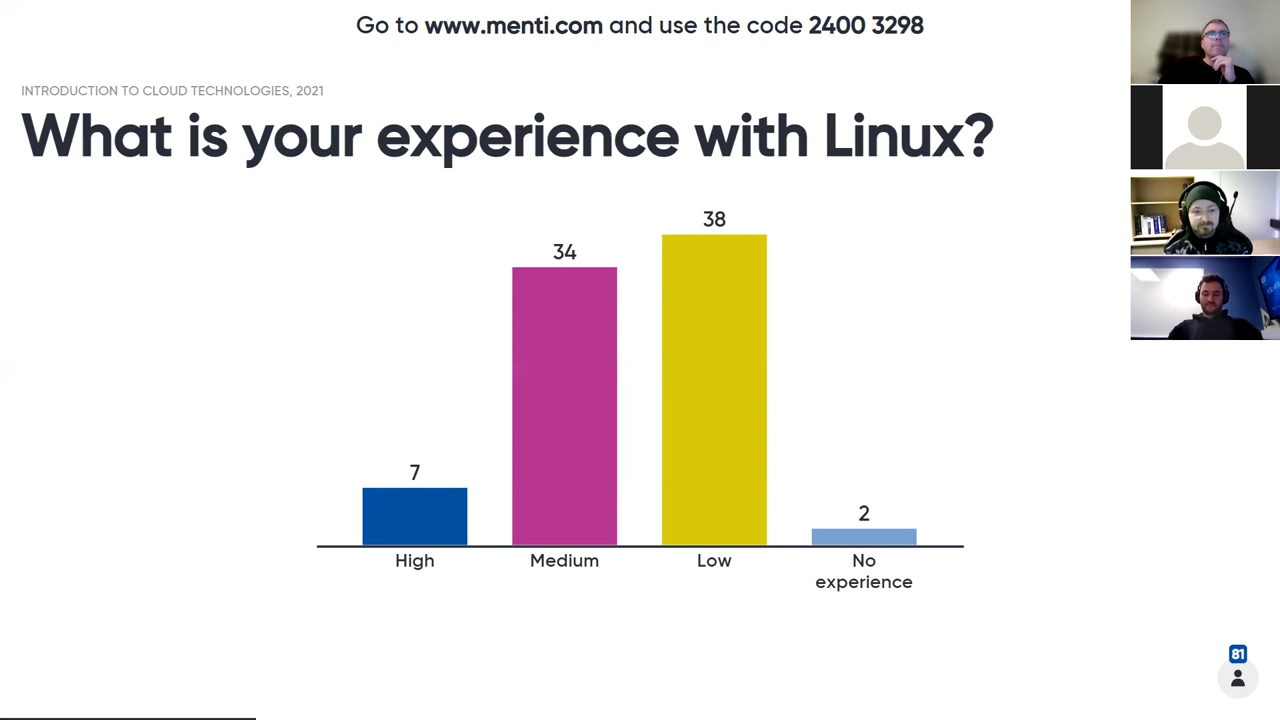 Go to www.menti.com and use the code 2400 3298
INTRODUCTION TO CLOUD TECHNOLOGIES, 2021
What is your experience with Linux?
7
34
38
2
High
Medium
Low
No
experience
81